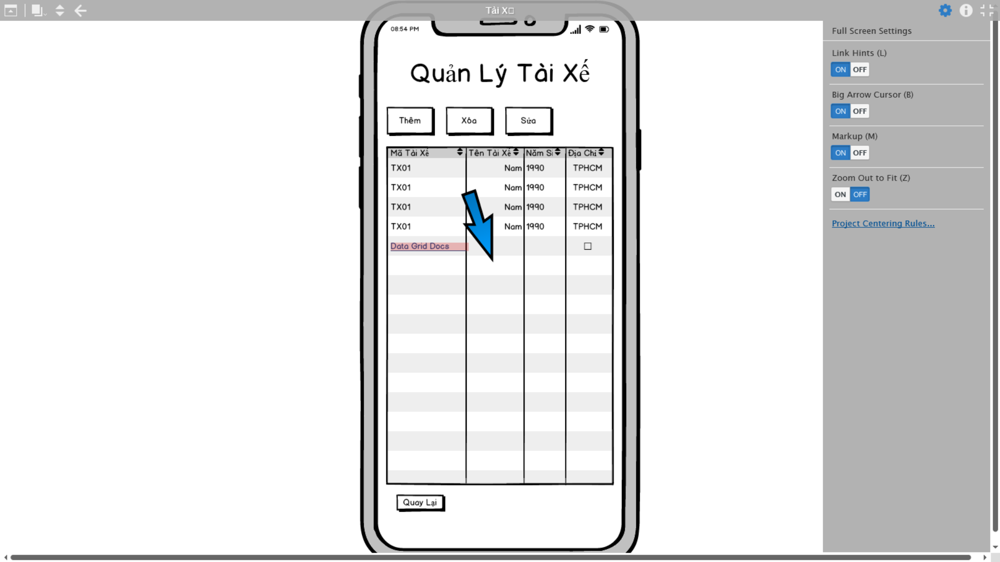 Tài X□
08:54 PM
Quản Lý Tài Xế
Thêm Xóa Sửa
Mã Tài Xế Tên Tài Xế Năm Si Địa Chỉ
TX01 Nam 1990 TPHCM
TX01 Nam 1990 TPHCM
TX01 Nam 1990 TPHCM
TX01 Nam 1990 TPHCM
Data Grid Docs
Quay Lại
Full Screen Settings
Link Hints (L)
ON OFF
Big Arrow Cursor (B)
ON OFF
Markup (M)
ON OFF
Zoom Out to Fit (Z)
ON OFF
Project Centering Rules...